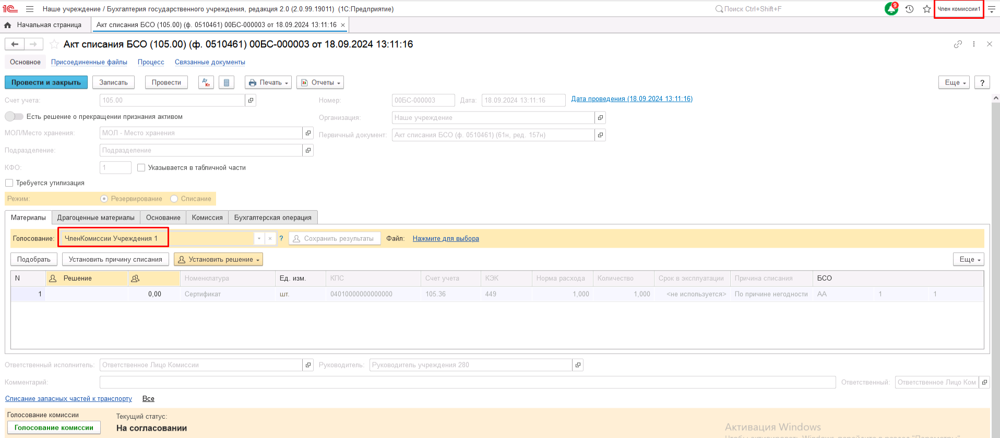 1С Наше учреждение / Бухгалтерия государственного учреждения, редакция 2.0 (2.0.99.19011) (1С:Предприятие) Поиск Ctrl+Shift+F 9 Член комиссии1
Начальная страница Акт списания БСО (105.00) (ф. 0510461) 00БС-000003 от 18.09.2024 13:11:16 ×
Акт списания БСО (105.00) (ф. 0510461) 00БС-000003 от 18.09.2024 13:11:16
Основное Присоединенные файлы Процесс Связанные документы
Провести и закрыть Записать Провести Дт Кт Печать Отчеты Еще ?
Счет учета: 105.00 Номер: 00БС-000003 Дата: 18.09.2024 13:11:16 Дата проведения (18.09.2024 13:11:16)
Есть решение о прекращении признания активом Организация: Наше учреждение
МОЛ/Место хранения: МОЛ - Место хранения Первичный документ: Акт списания БСО (ф. 0510461) (61н, ред. 157н)
Подразделение: Подразделение
КФО: 1 Указывается в табличной части
Требуется утилизация
Режим: Резервирование Списание
Материалы Драгоценные материалы Основание Комиссия Бухгалтерская операция
Голосование: ЧленКомиссии Учреждения 1 × ? Сохранить результаты Файл: Нажмите для выбора
Подобрать Установить причину списания Установить решение Еще
N Решение Номенклатура Ед. изм. КПС Счет учета КЭК Норма расхода Количество Срок в эксплуатации Причина списания БСО
1 0,00 Сертификат шт. 04010000000000000 105.36 449 1,000 1,000 <не используется> По причине негодности АА 1 1
Ответственный исполнитель: Ответственное Лицо Комиссии Руководитель: Руководитель учреждения 280
Комментарий: Ответственный: Ответственное Лицо Ком
Списание запасных частей к транспорту Все
Голосование комиссии Текущий статус:
Голосование комиссии На согласовании
Активация Windows
Чтобы активировать Windows, перейдите в раздел "Параметры".